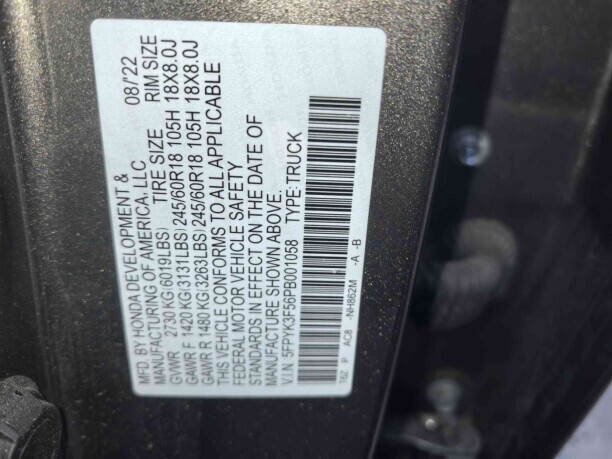 MFD. BY HONDA DEVELOPMENT & 08/'22
MANUFACTURING OF AMERICA, LLC
TIRE SIZE RIM SIZE
GVWR 2730 KG(6019LBS)
GAWR F 1420 KG(3131LBS) 245/60R18 105H 18X8.0J
GAWR R 1480 KG(3263LBS) 245/60R18 105H 18X8.0J
THIS VEHICLE CONFORMS TO ALL APPLICABLE
FEDERAL MOTOR VEHICLE SAFETY
STANDARDS IN EFFECT ON THE DATE OF
MANUFACTURE SHOWN ABOVE.
V.I.N. 5FPYK3F56PB001058 TYPE: TRUCK
T6Z P AC8 -NH862M -A -B